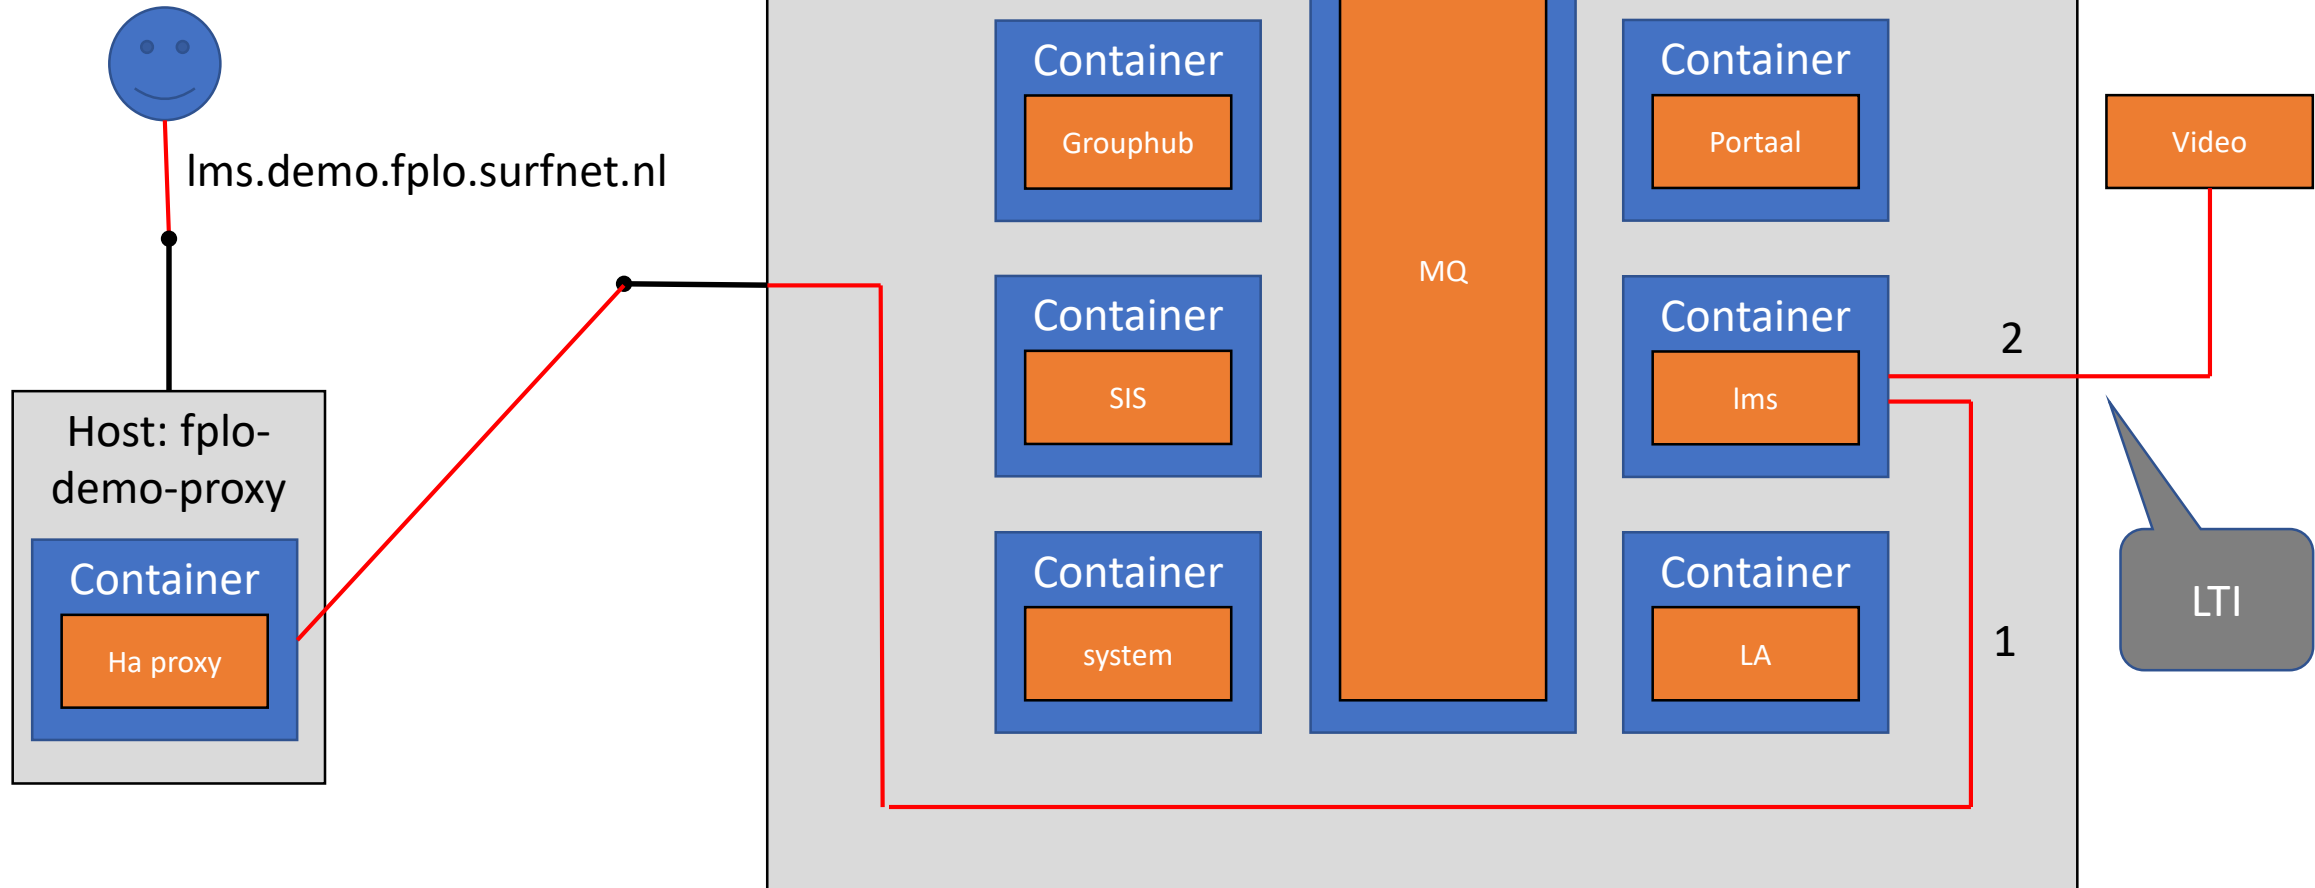 lms.demo.fplo.surfnet.nl
Host: fplo-
demo-proxy
Container
Ha proxy
Container
Grouphub
Container
SIS
Container
system
MQ
Container
Portaal
Container
lms
Container
LA
2
1
Video
LTI